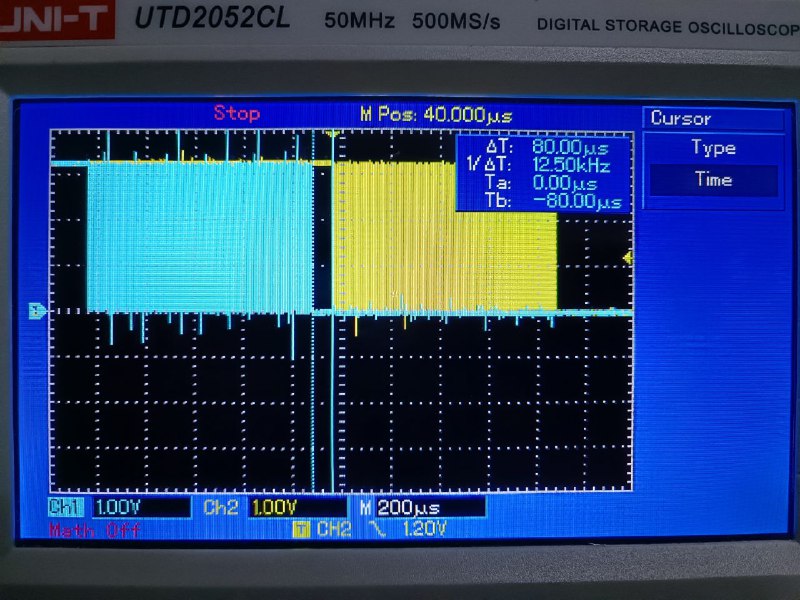 UNI-T UTD2052CL 50MHz 500MS/s DIGITAL STORAGE OSCILLOSCOP
Stop M Pos: 40.000µs
Cursor
Type
Time
ΔT: 80.00µs
1/ΔT: 12.50kHz
Ta: 0.00µs
Tb: -80.00µs
Ch1 1.00V Ch2 1.00V M 200µs
Math Off T CH2 1.20V